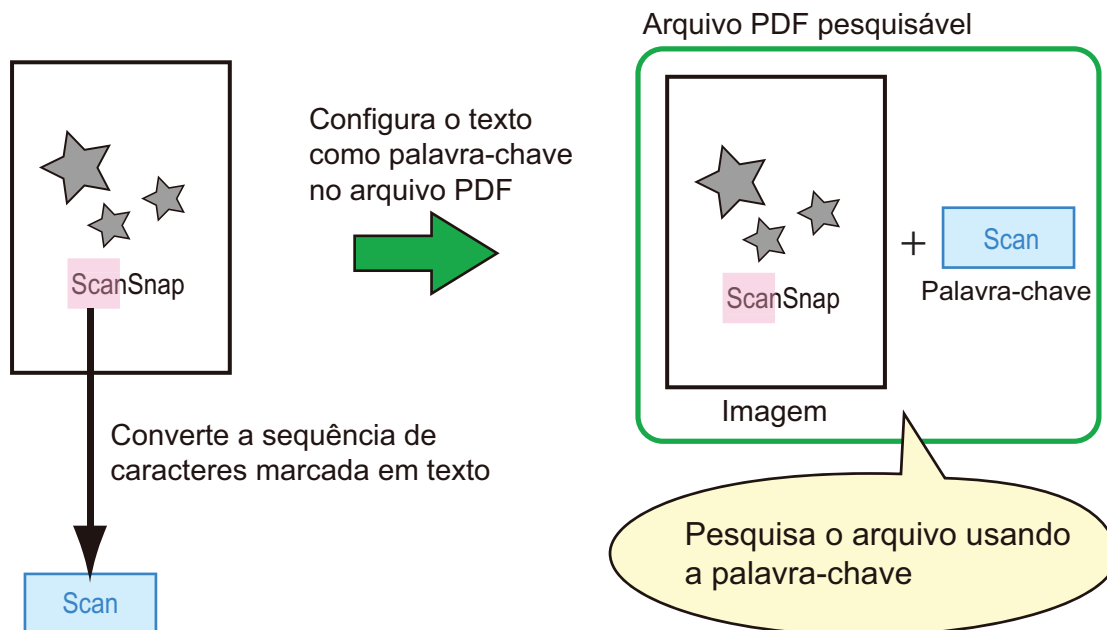 Arquivo PDF pesquisável
Configura o texto
como palavra-chave
no arquivo PDF
ScanSnap
ScanSnap
+
Scan
Palavra-chave
Imagem
Converte a sequência de
caracteres marcada em texto
Pesquisa o arquivo usando
a palavra-chave
Scan